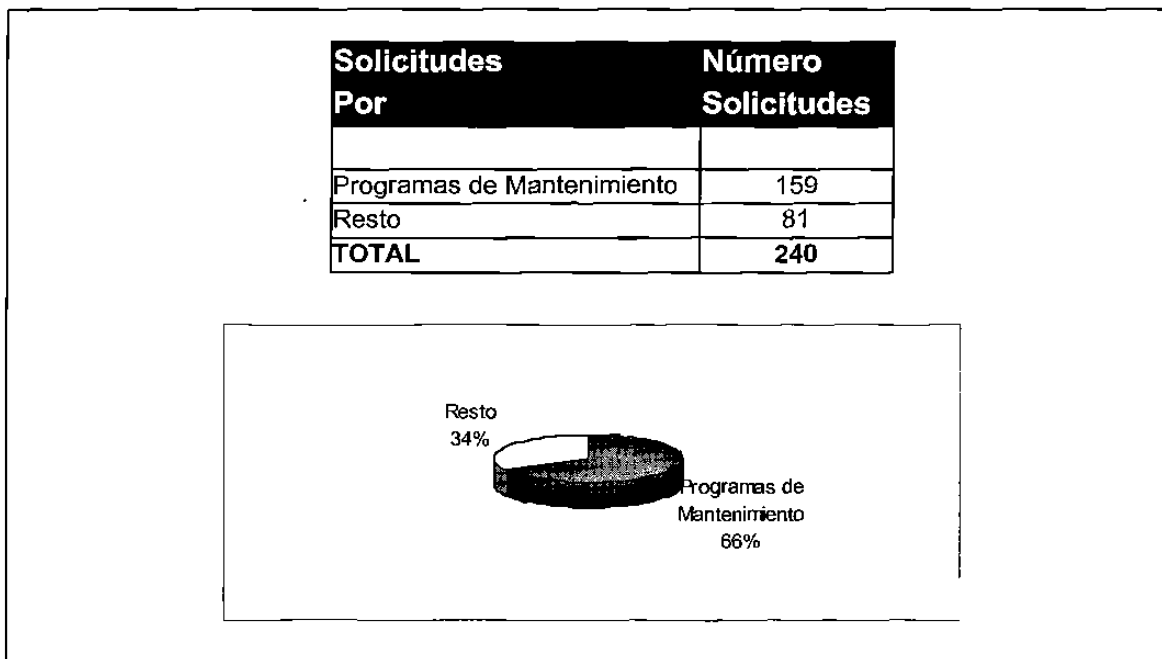 Solicitudes Número
Por Solicitudes
Programas de Mantenimiento 159
Resto 81
TOTAL 240
Resto
34%
Programas de
Mantenimiento
66%